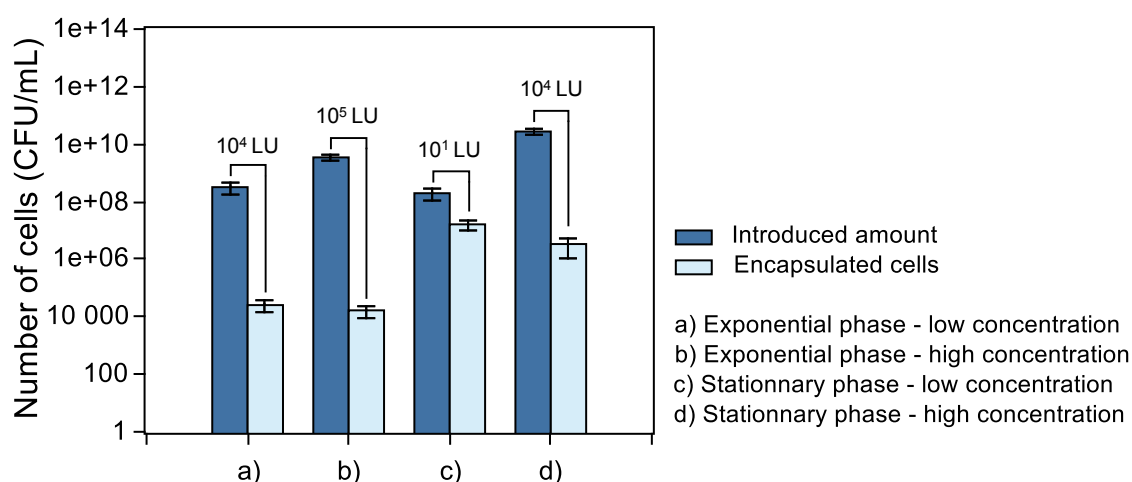 Number of cells (CFU/mL)
1e+14
1e+12
1e+10
1e+08
1e+06
10 000
100
1
10⁴ LU
10⁵ LU
10¹ LU
10⁴ LU
a)
b)
c)
d)
Introduced amount
Encapsulated cells
a) Exponential phase - low concentration
b) Exponential phase - high concentration
c) Stationnary phase - low concentration
d) Stationnary phase - high concentration